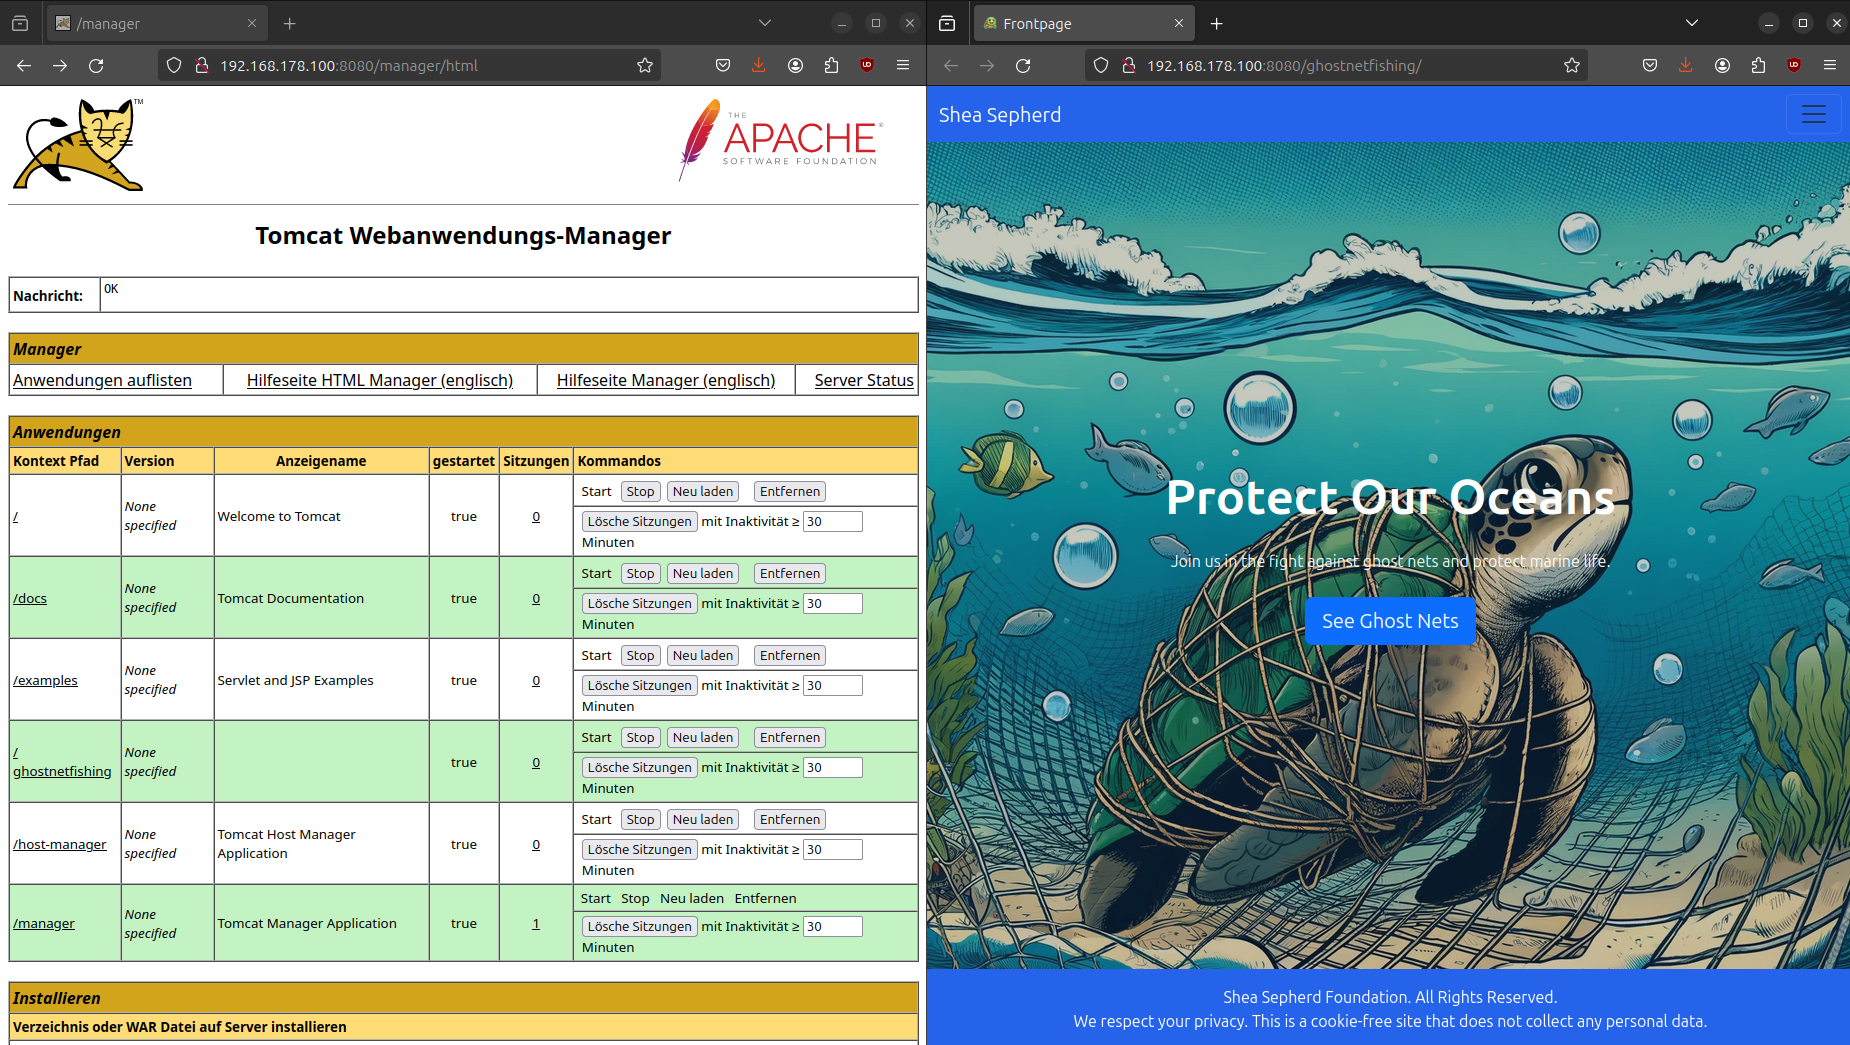 /manager
192.168.178.100:8080/manager/html
TM
THE
APACHE®
SOFTWARE FOUNDATION
Tomcat Webanwendungs-Manager
Nachricht: OK
Manager
Anwendungen auflisten Hilfeseite HTML Manager (englisch) Hilfeseite Manager (englisch) Server Status
Anwendungen
Kontext Pfad Version Anzeigename gestartet Sitzungen Kommandos
/ None specified Welcome to Tomcat true 0 Start Stop Neu laden Entfernen
Lösche Sitzungen mit Inaktivität ≥ 30
Minuten
/docs None specified Tomcat Documentation true 0 Start Stop Neu laden Entfernen
Lösche Sitzungen mit Inaktivität ≥ 30
Minuten
/examples None specified Servlet and JSP Examples true 0 Start Stop Neu laden Entfernen
Lösche Sitzungen mit Inaktivität ≥ 30
Minuten
/ghostnetfishing None specified true 0 Start Stop Neu laden Entfernen
Lösche Sitzungen mit Inaktivität ≥ 30
Minuten
/host-manager None specified Tomcat Host Manager Application true 0 Start Stop Neu laden Entfernen
Lösche Sitzungen mit Inaktivität ≥ 30
Minuten
/manager None specified Tomcat Manager Application true 1 Start Stop Neu laden Entfernen
Lösche Sitzungen mit Inaktivität ≥ 30
Minuten
Installieren
Verzeichnis oder WAR Datei auf Server installieren
Frontpage
192.168.178.100:8080/ghostnetfishing/
Shea Sepherd
Protect Our Oceans
Join us in the fight against ghost nets and protect marine life.
See Ghost Nets
Shea Sepherd Foundation. All Rights Reserved.
We respect your privacy. This is a cookie-free site that does not collect any personal data.